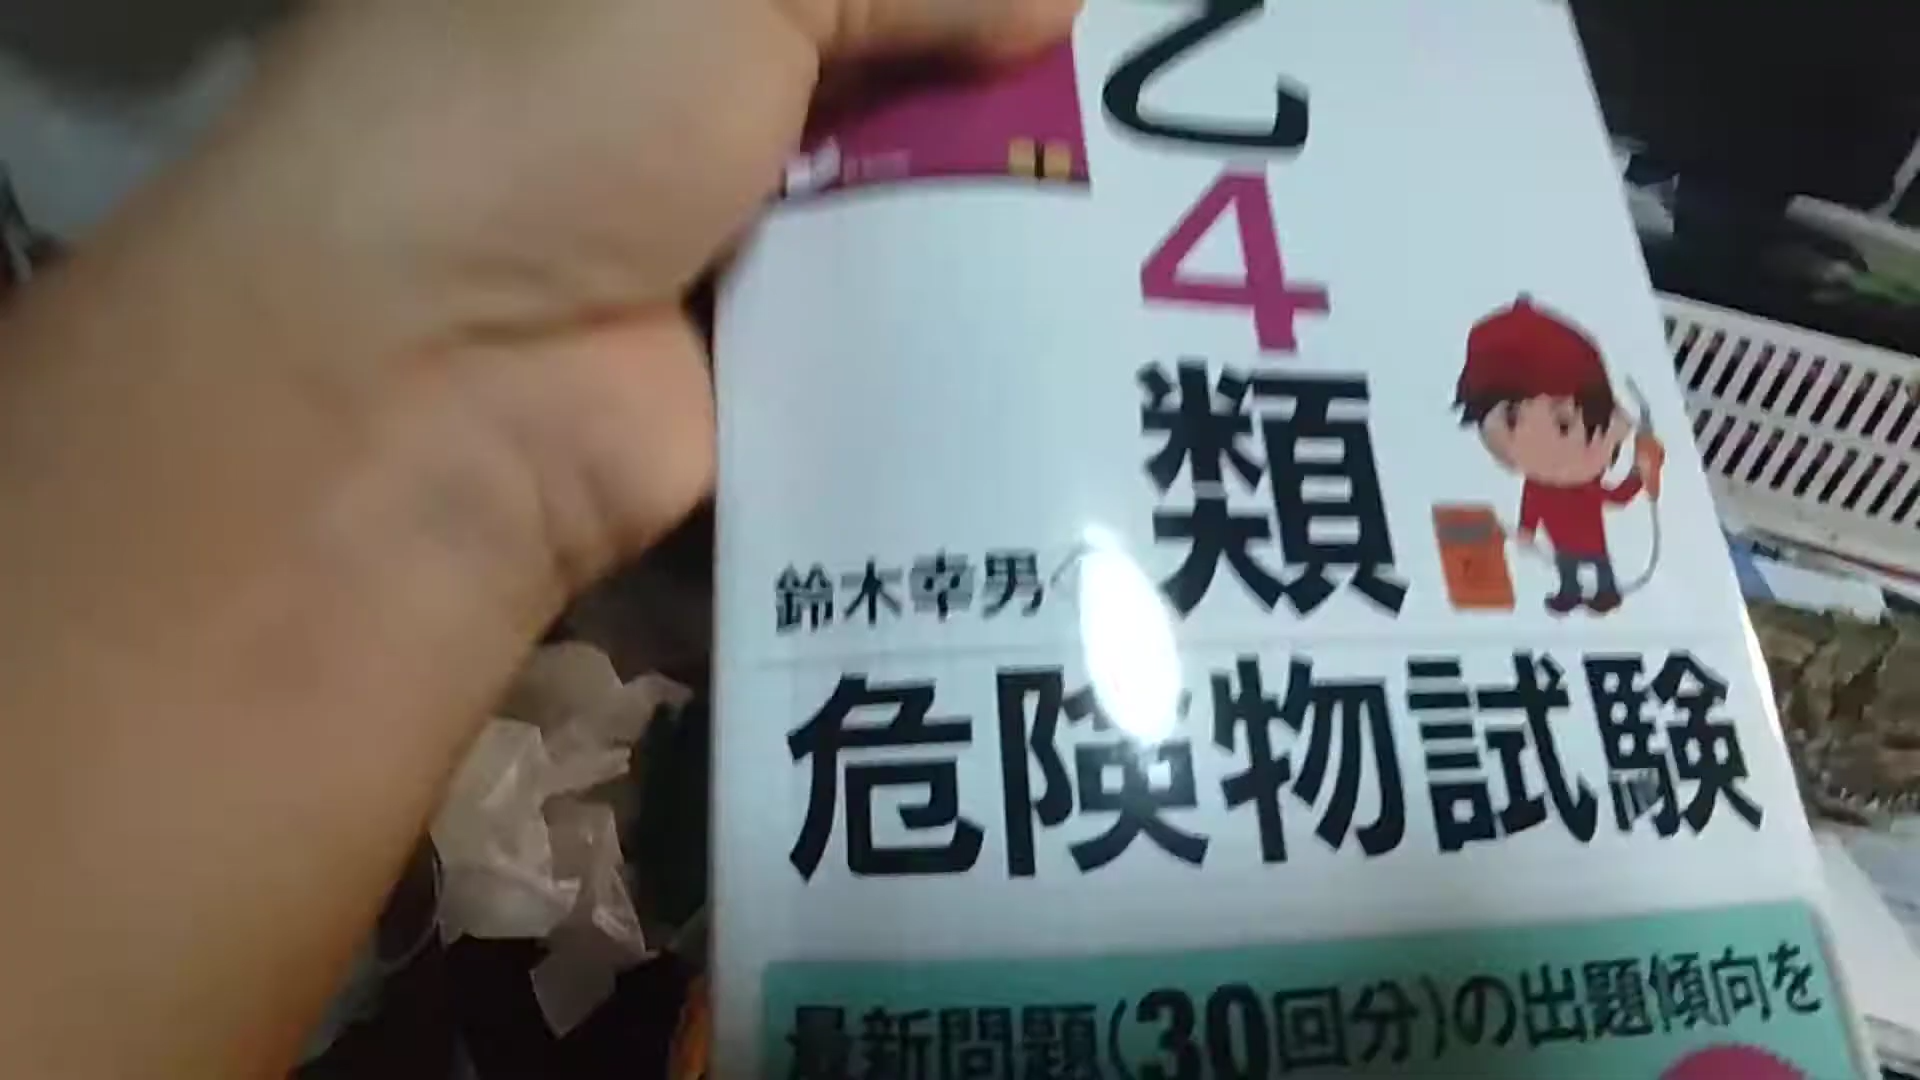 乙
4
類
鈴木幸男
危険物試験
最新問題(30回分)の出題傾向を